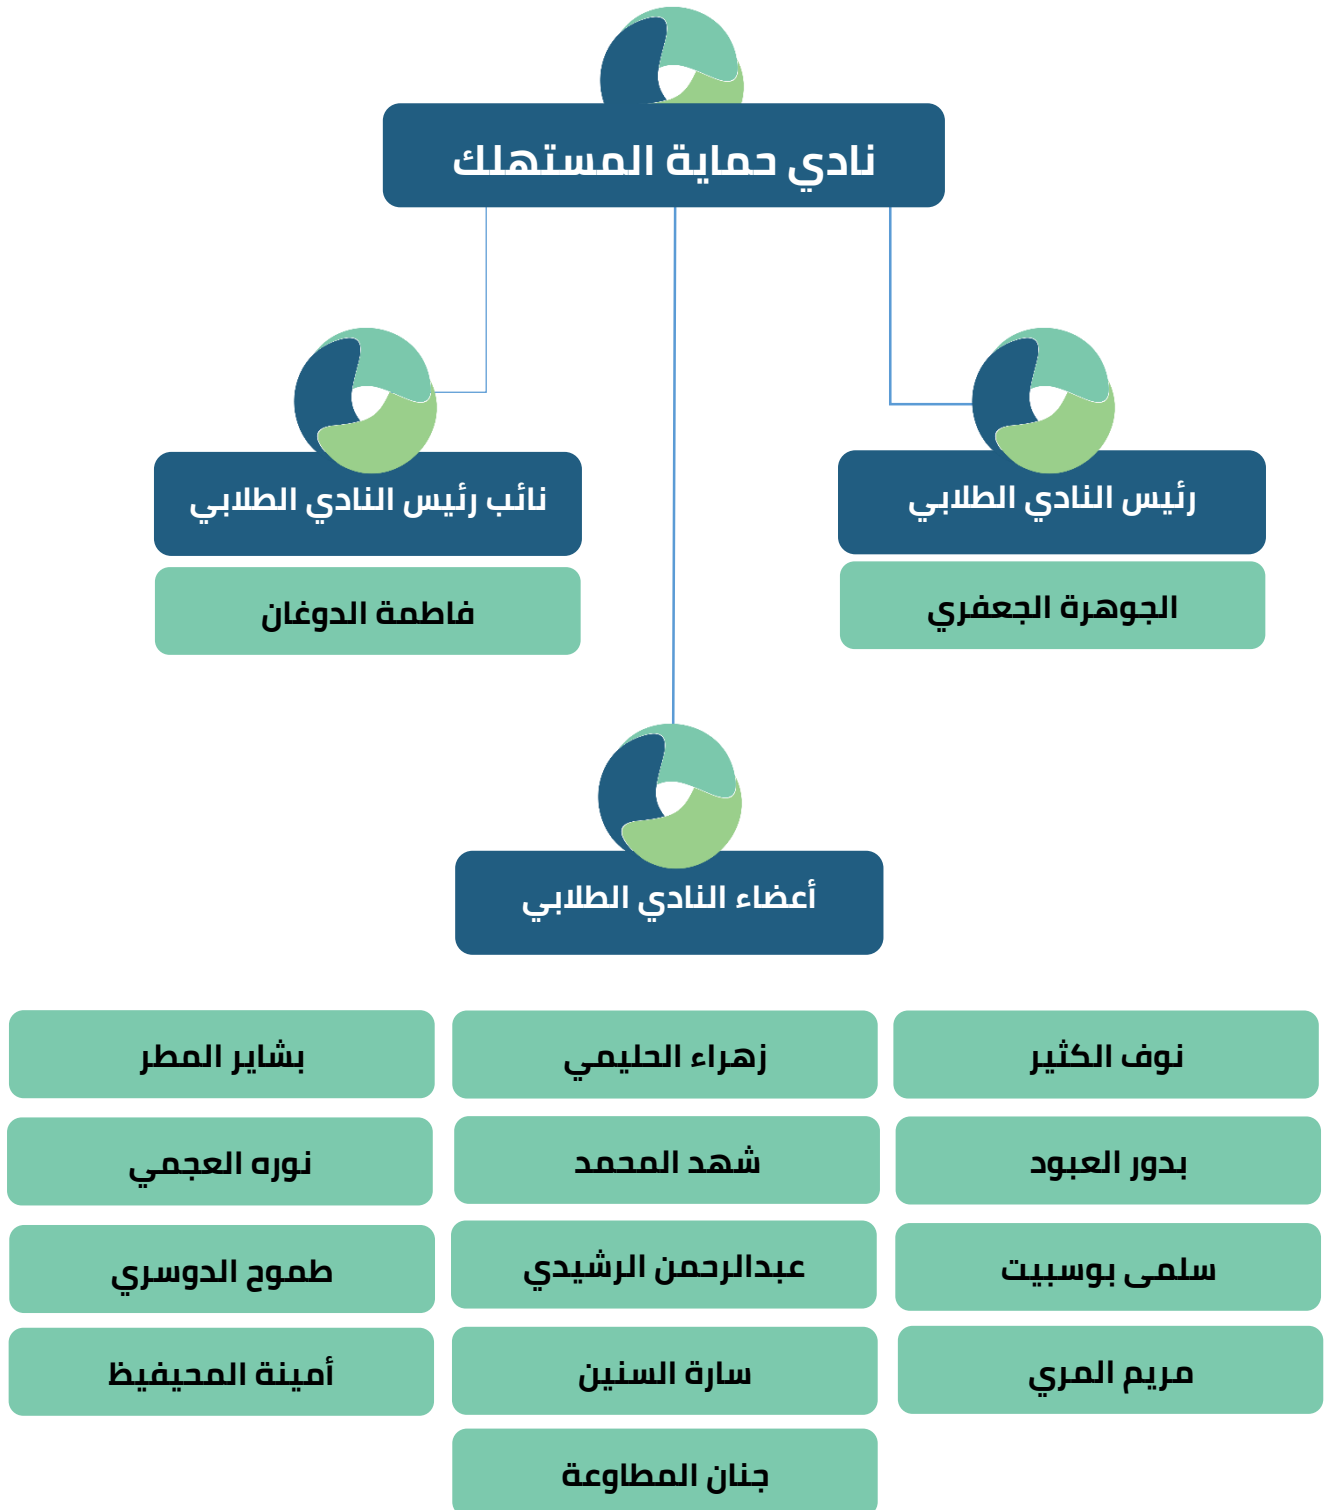 نادي حماية المستهلك
رئيس النادي الطلابي
نائب رئيس النادي الطلابي
الجوهرة الجعفري
فاطمة الدوغان
أعضاء النادي الطلابي
نوف الكثير
زهراء الحليمي
بشاير المطر
بدور العبود
شهد المحمد
نوره العجمي
سلمى بوسبيت
عبدالرحمن الرشيدي
طموح الدوسري
مريم المري
سارة السنين
أمينة المحيفيظ
جنان المطاوعة